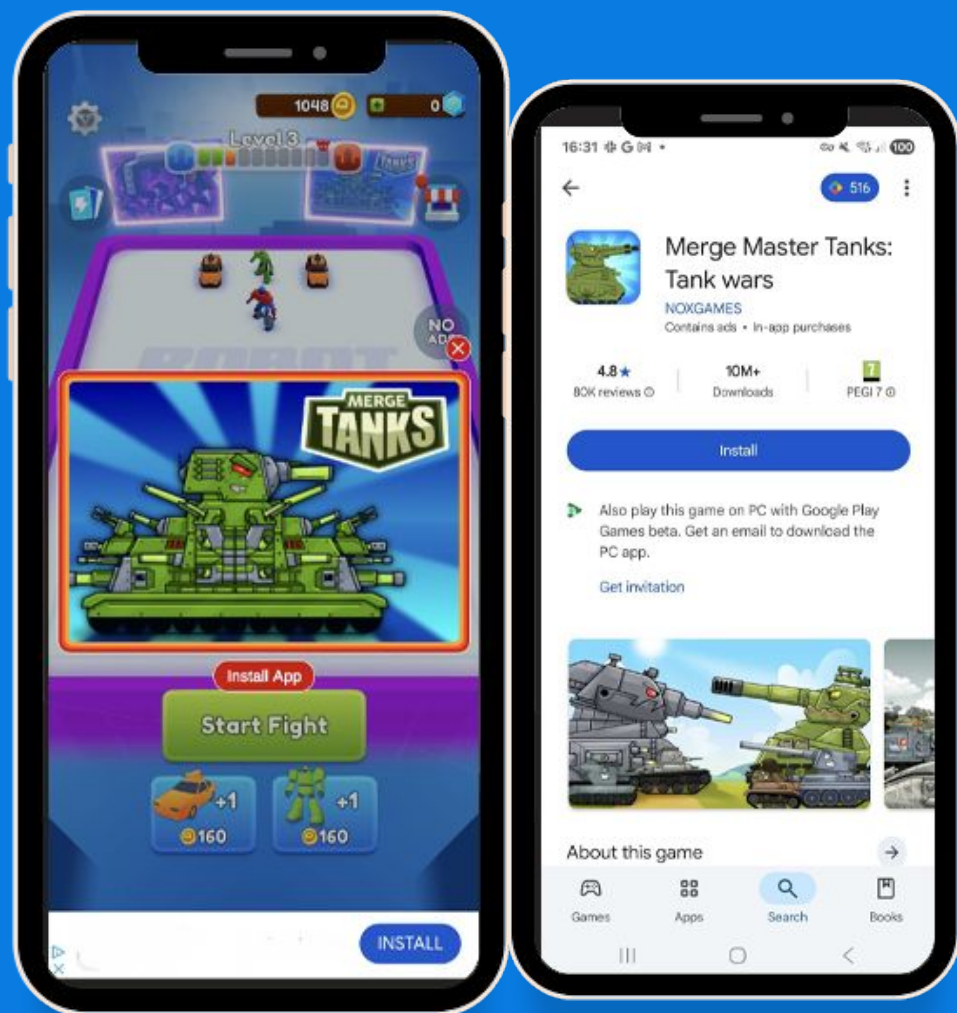 1048
0
Level 3
TANKS
NO
ADS
ROBOT
MERGE
TANKS
Install App
Start Fight
+1
160
+1
160
INSTALL
16:31
100
516
Merge Master Tanks:
Tank wars
NOXGAMES
Contains ads • In-app purchases
4.8★
80K reviews
10M+
Downloads
7
PEGI 7
Install
Also play this game on PC with Google Play
Games beta. Get an email to download the
PC app.
Get invitation
About this game
Games
Apps
Search
Books